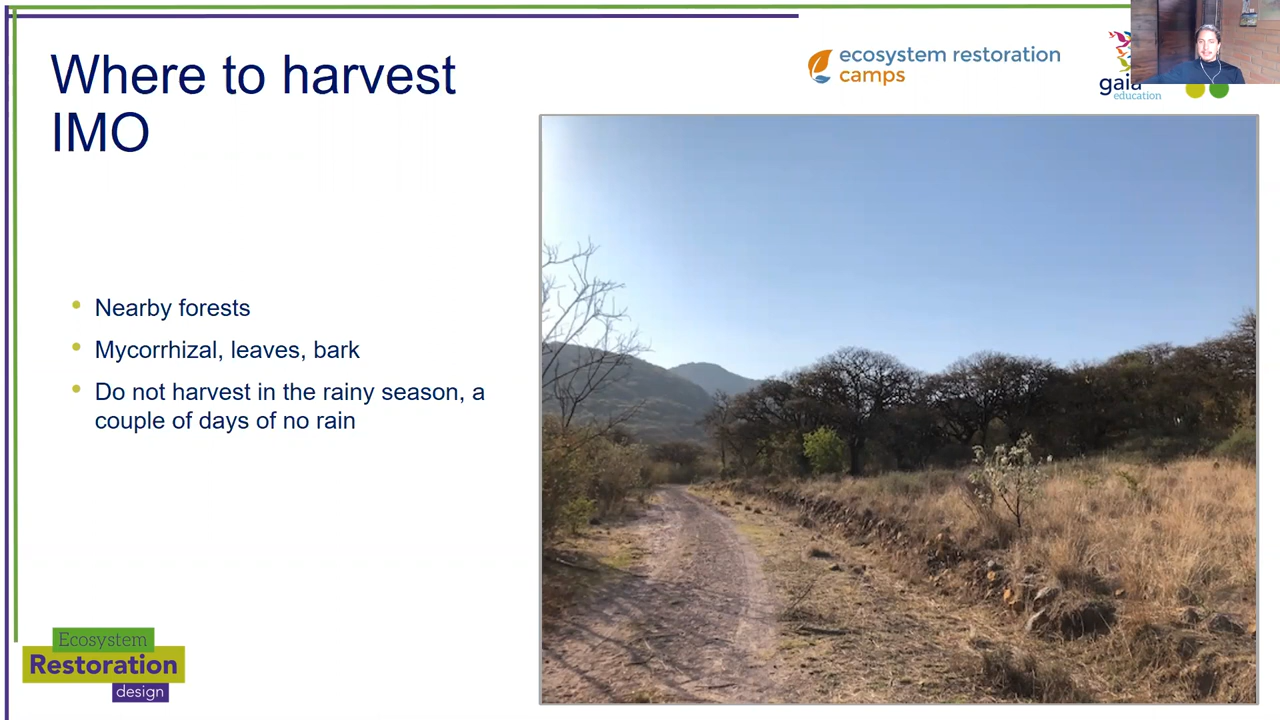 Where to harvest
IMO
ecosystem restoration
camps
gaia
education
Nearby forests
Mycorrhizal, leaves, bark
Do not harvest in the rainy season, a
couple of days of no rain
Ecosystem
Restoration
design